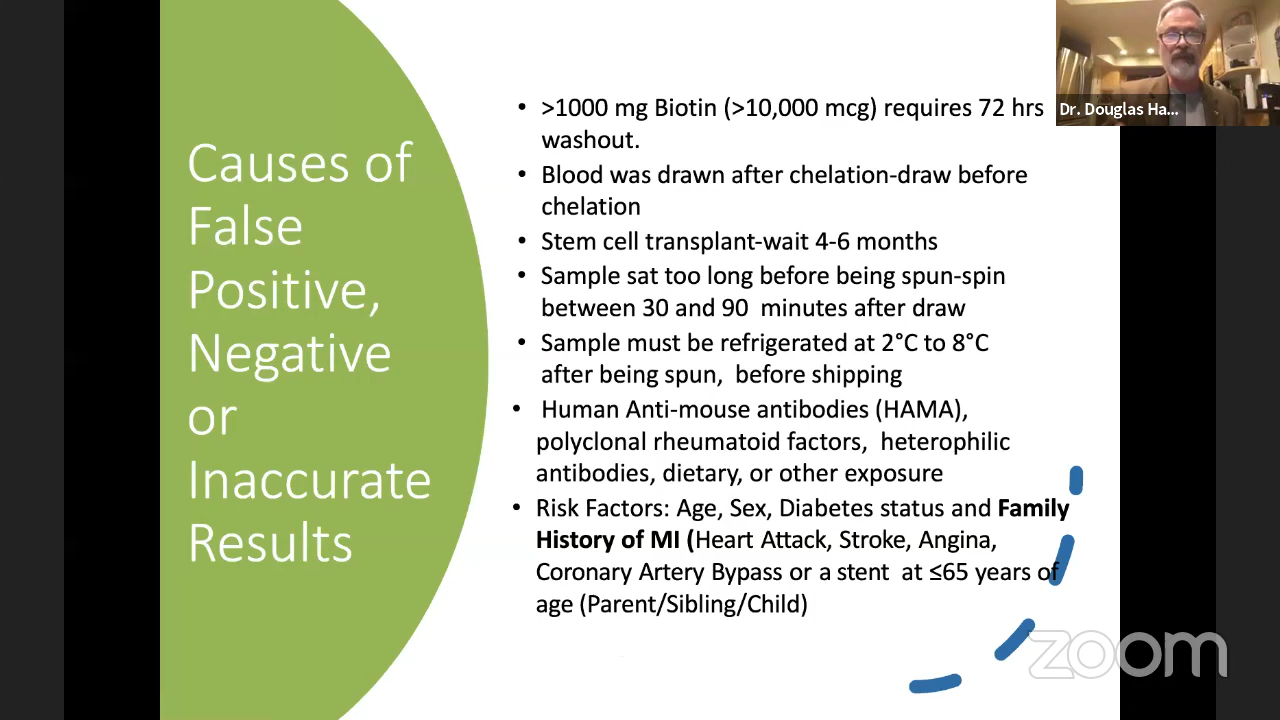 Causes of
False
Positive,
Negative
or
Inaccurate
Results
• >1000 mg Biotin (>10,000 mcg) requires 72 hrs
washout.
• Blood was drawn after chelation-draw before
chelation
• Stem cell transplant-wait 4-6 months
• Sample sat too long before being spun-spin
between 30 and 90 minutes after draw
• Sample must be refrigerated at 2°C to 8°C
after being spun, before shipping
• Human Anti-mouse antibodies (HAMA),
polyclonal rheumatoid factors, heterophilic
antibodies, dietary, or other exposure
• Risk Factors: Age, Sex, Diabetes status and Family
History of MI (Heart Attack, Stroke, Angina,
Coronary Artery Bypass or a stent at ≤65 years of
age (Parent/Sibling/Child)
Dr. Douglas Ha...
zoom